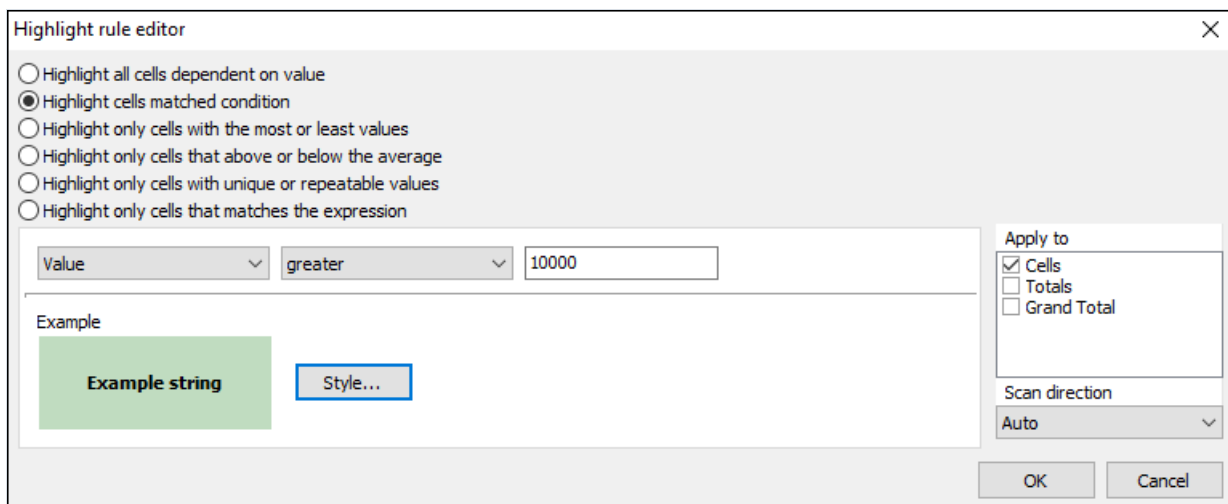 Highlight rule editor
Highlight all cells dependent on value
Highlight cells matched condition
Highlight only cells with the most or least values
Highlight only cells that above or below the average
Highlight only cells with unique or repeatable values
Highlight only cells that matches the expression
Value greater 10000
Example
Example string Style...
Apply to
Cells
Totals
Grand Total
Scan direction
Auto
OK Cancel